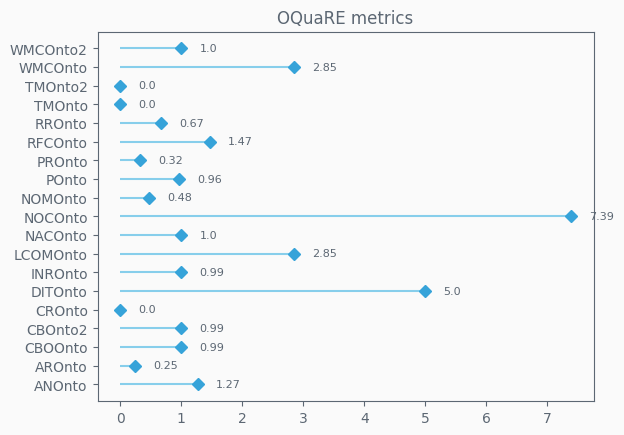 OQuaRE metrics
WMCOnto2 1.0
WMCOnto 2.85
TMOnto2 0.0
TMOnto 0.0
RROnto 0.67
RFCOnto 1.47
PROnto 0.32
POnto 0.96
NOMOnto 0.48
NOCOnto 7.39
NACOnto 1.0
LCOMOnto 2.85
INROnto 0.99
DITOnto 5.0
CROnto 0.0
CBOnto2 0.99
CBOOnto 0.99
AROnto 0.25
ANOnto 1.27
0 1 2 3 4 5 6 7